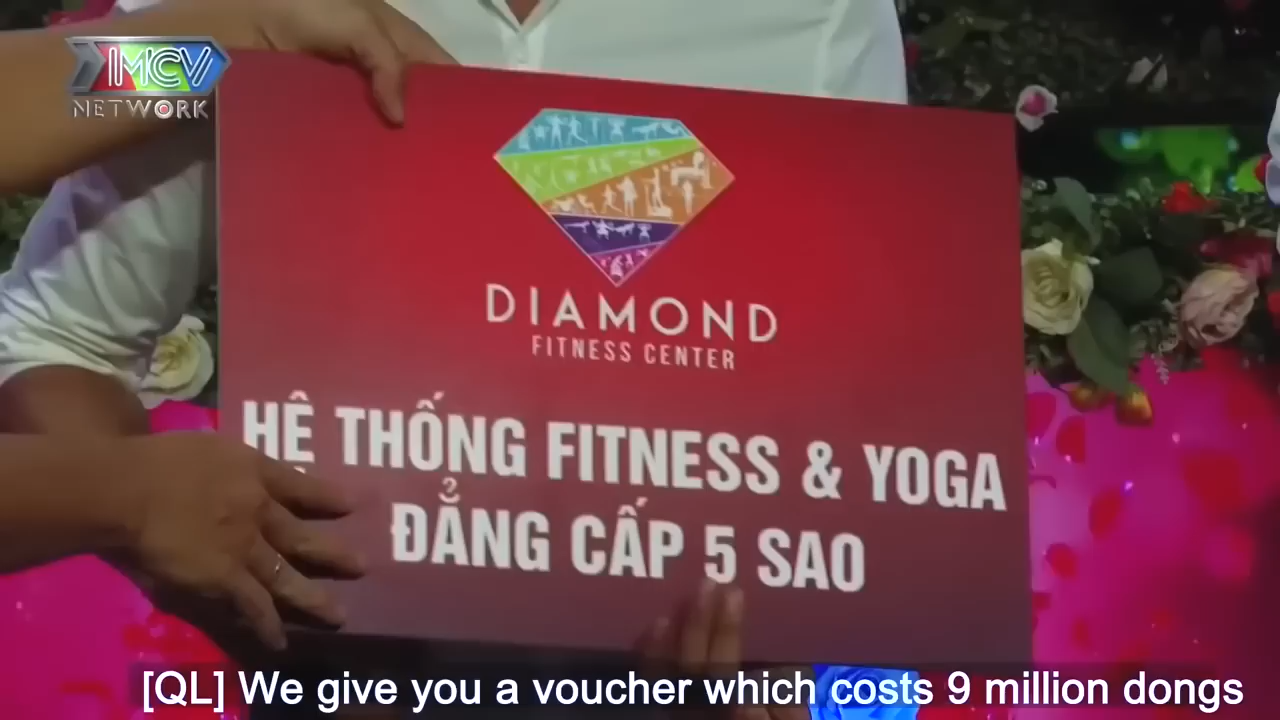 MCV
NETWORK
DIAMOND
FITNESS CENTER
HỆ THỐNG FITNESS & YOGA
ĐẲNG CẤP 5 SAO
[QL] We give you a voucher which costs 9 million dongs